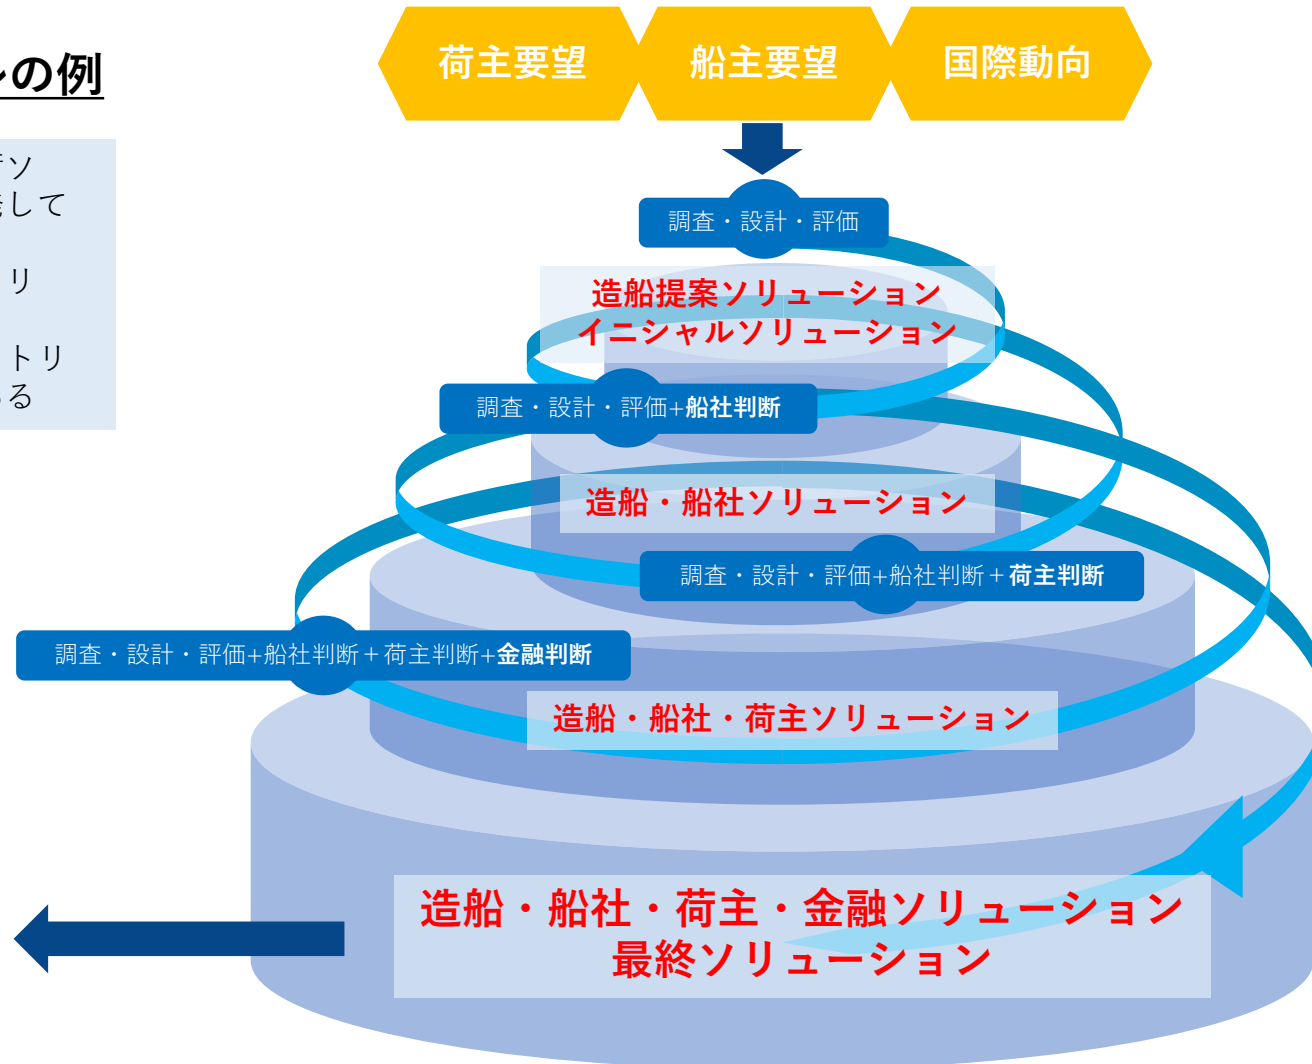 荷主要望
船主要望
国際動向
ルの例
ソ
して
リ
トリ
ある
調査・設計・評価
造船提案ソリューション
イニシャルソリューション
調査・設計・評価+船社判断
造船・船社ソリューション
調査・設計・評価+船社判断＋荷主判断
調査・設計・評価+船社判断＋荷主判断+金融判断
造船・船社・荷主ソリューション
造船・船社・荷主・金融ソリューション
最終ソリューション